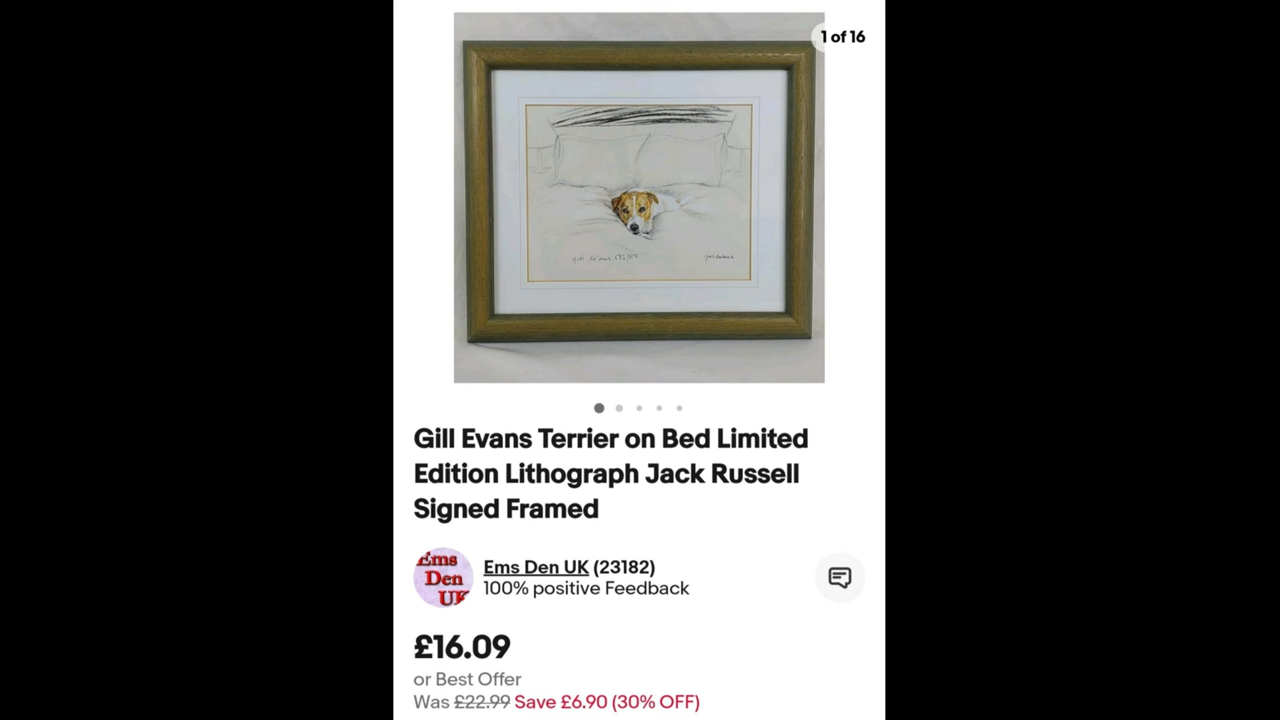 1 of 16
Gill Evans Terrier on Bed Limited
Edition Lithograph Jack Russell
Signed Framed
Ems
Den
UK
Ems Den UK (23182)
100% positive Feedback
£16.09
or Best Offer
Was £22.99 Save £6.90 (30% OFF)